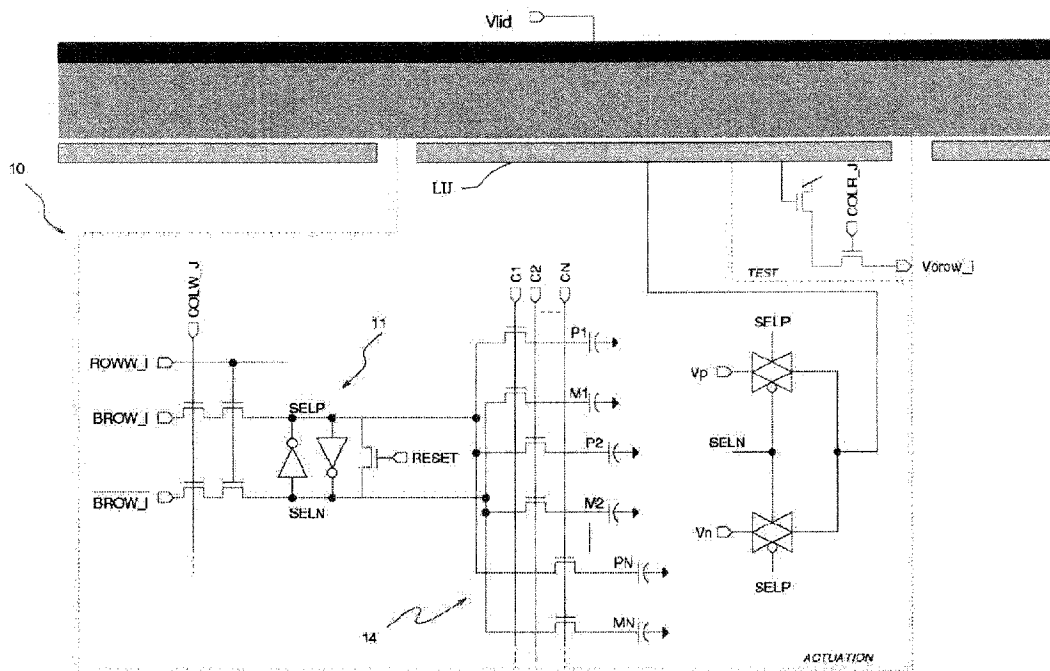 Vlid
10
LIJ
COLR_J
Vorow_i
TEST
COLW_J
C1
C2
CN
11
P1
SELP
ROWW_I
Vp
SELP
M1
BROW_I
P2
SELN
RESET
BROW_I
SELN
M2
Vn
PN
SELP
14
MN
ACTUATION